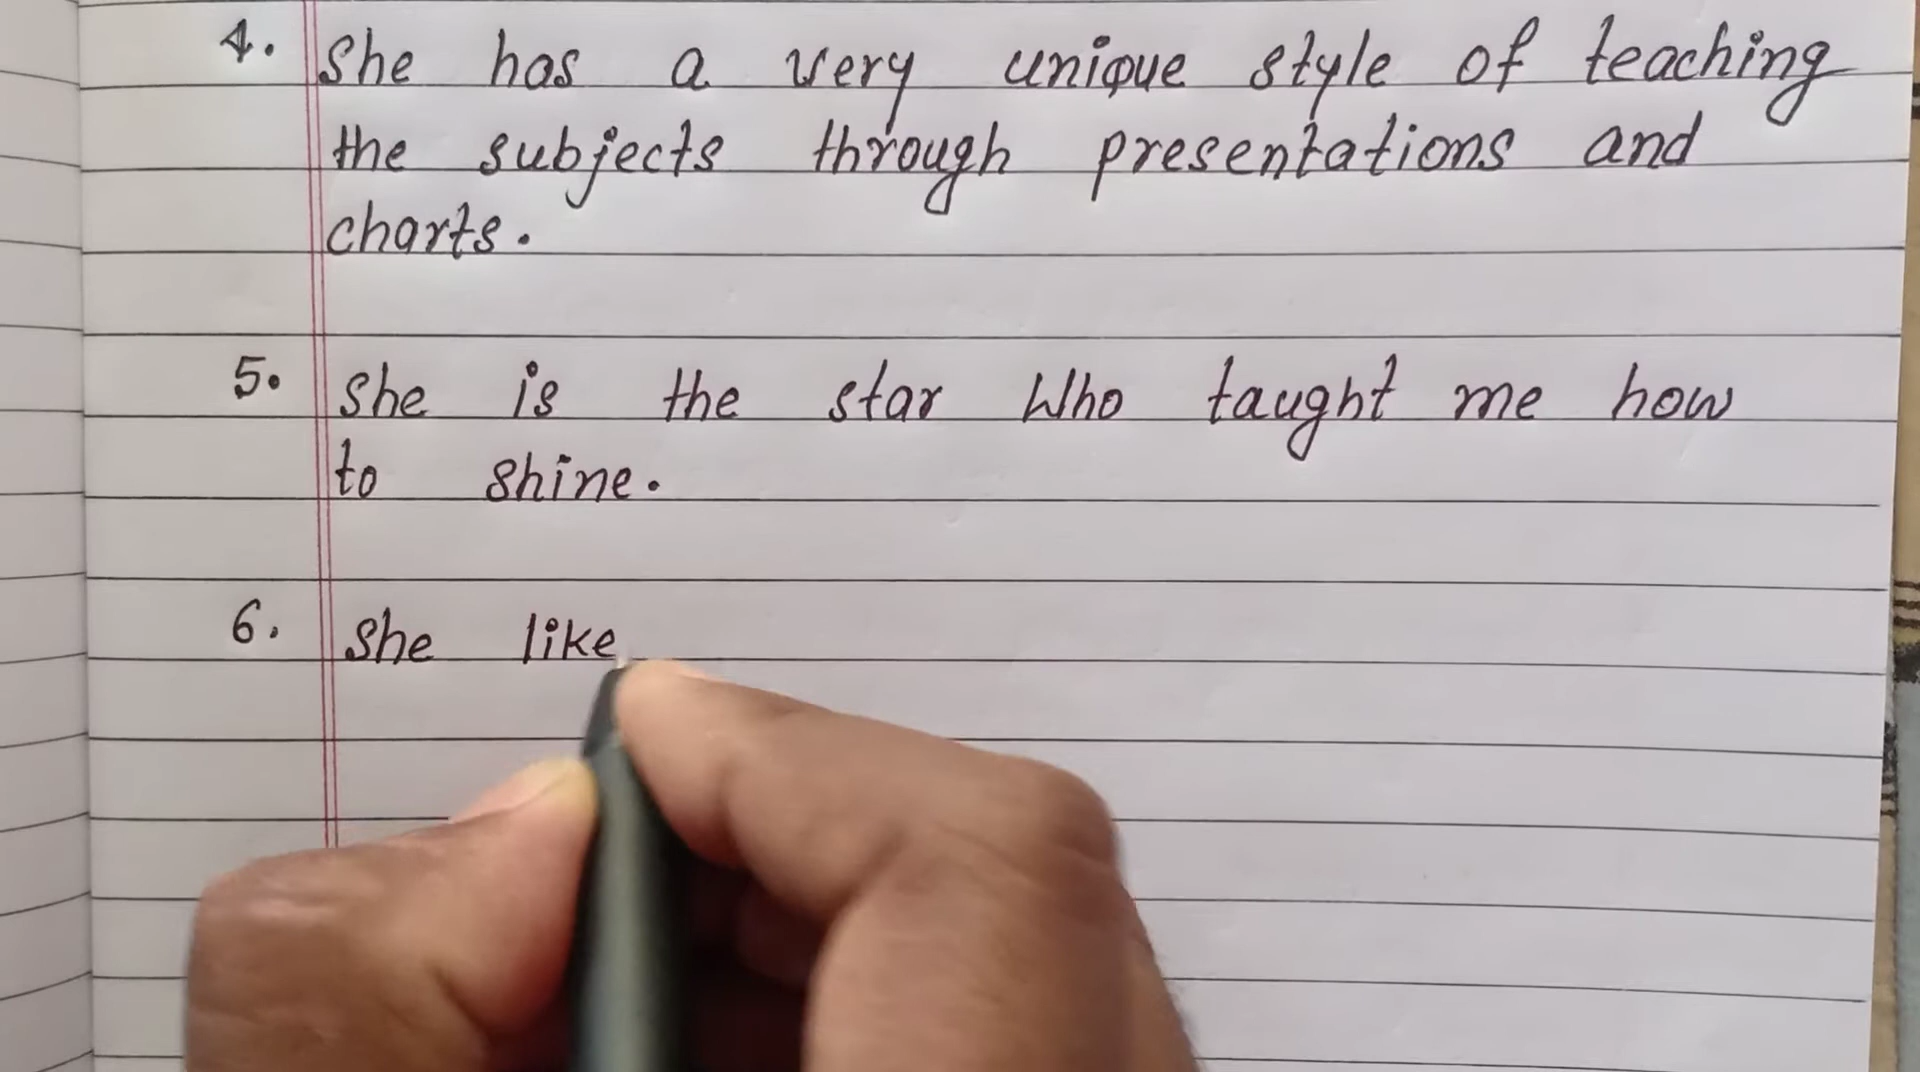 4. She has a very unique style of teaching
the subjects through presentations and
charts.
5. She is the star Who taught me how
to shine.
6. She like